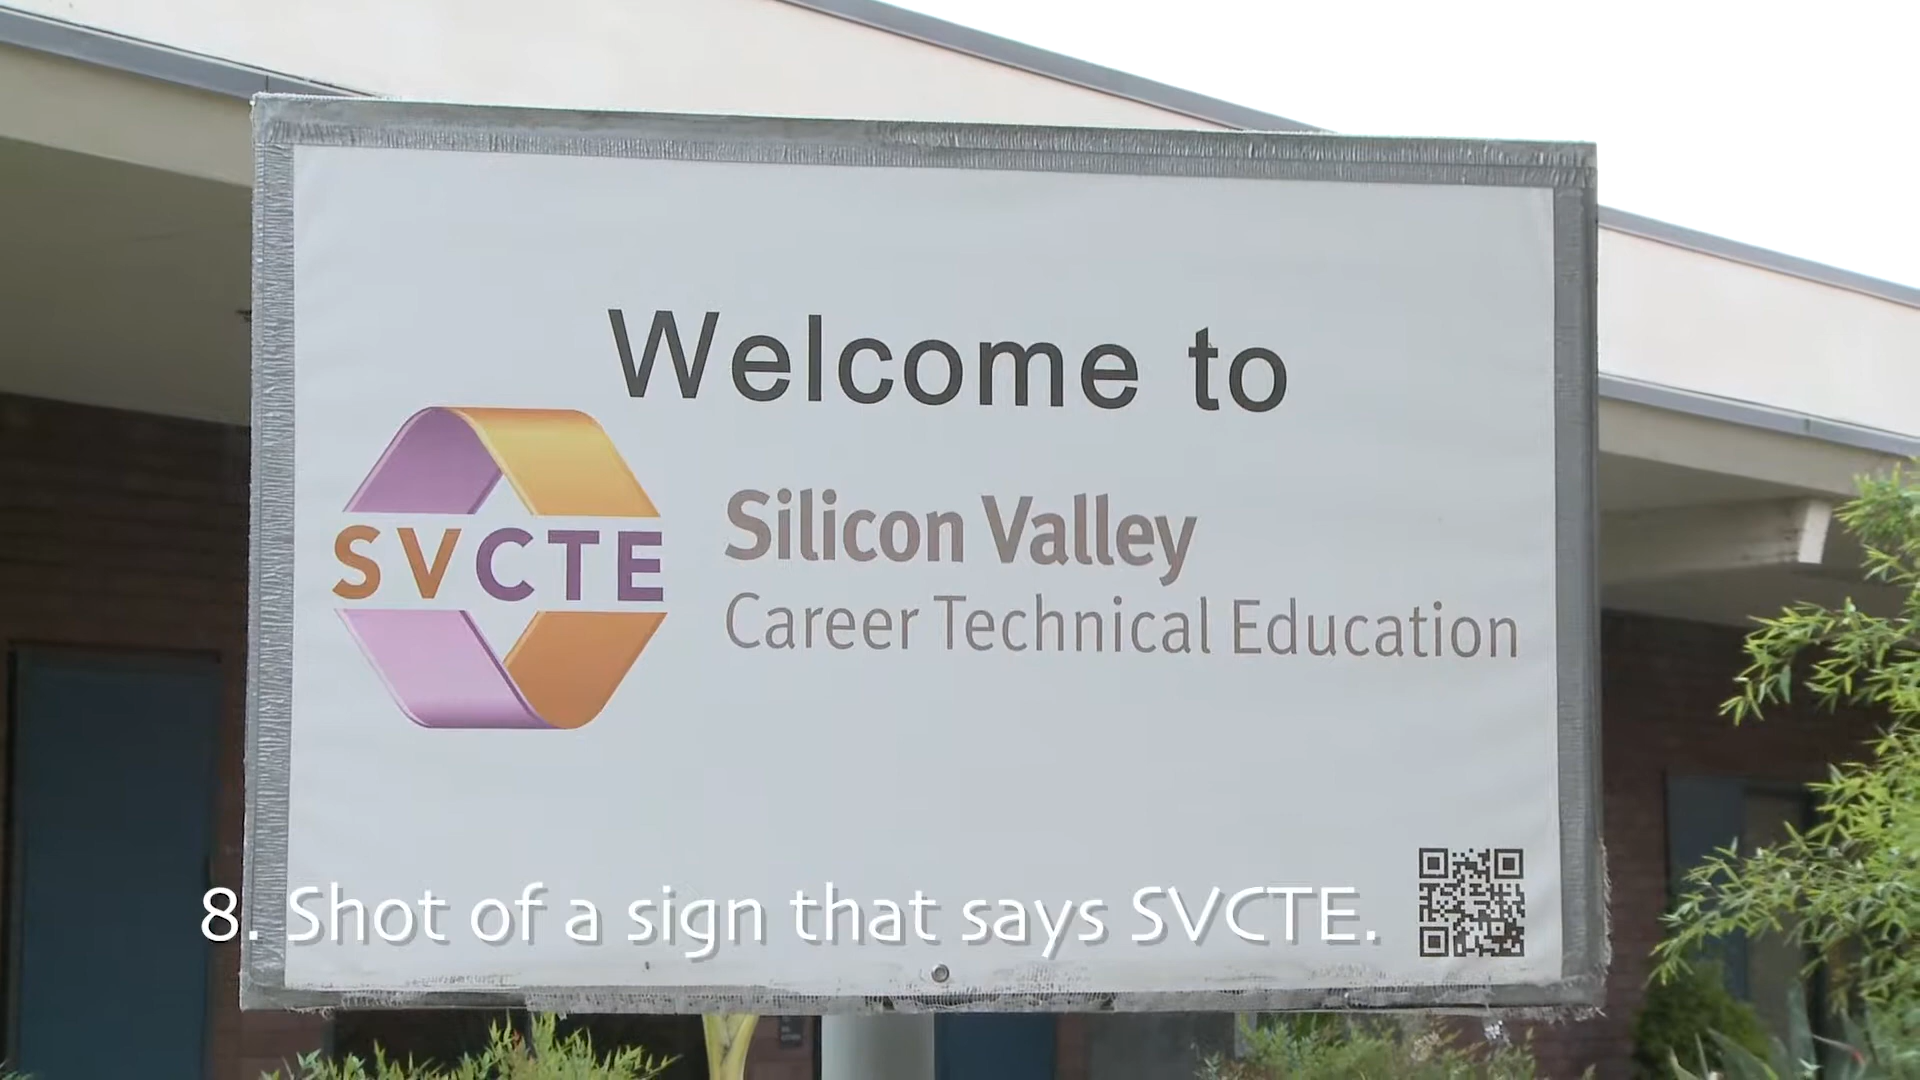 Welcome to
SVCTE
Silicon Valley
Career Technical Education
8. Shot of a sign that says SVCTE.